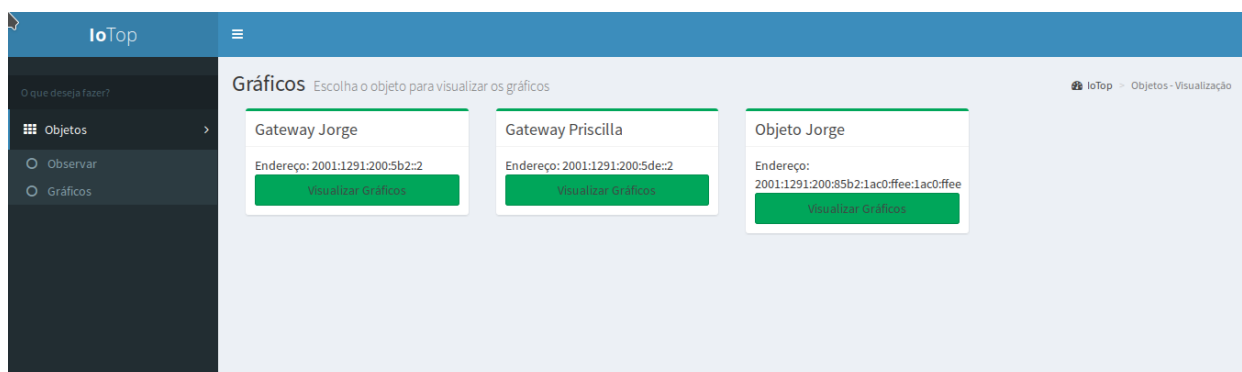 IoTop
O que deseja fazer?
Objetos
Observar
Gráficos
Gráficos Escolha o objeto para visualizar os gráficos
IoTop > Objetos - Visualização
Gateway Jorge
Endereço: 2001:1291:200:5b2::2
Visualizar Gráficos
Gateway Priscilla
Endereço: 2001:1291:200:5de::2
Visualizar Gráficos
Objeto Jorge
Endereço:
2001:1291:200:85b2:1ac0:ffee:1ac0:ffee
Visualizar Gráficos